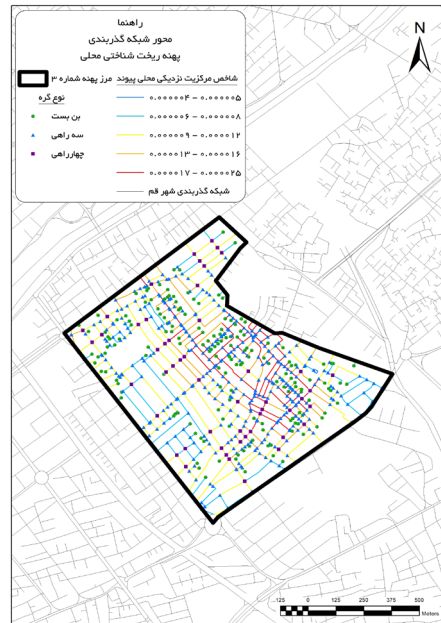 راهنما
محور شبکه گذربندی
پهنه ریخت شناختی محلی
شاخص مرکزیت نزدیکی محلی پیوند
مرز پهنه شماره ۳
۰.۰۰۰۰۰۴ - ۰.۰۰۰۰۰۵
۰.۰۰۰۰۰۶ - ۰.۰۰۰۰۰۸
۰.۰۰۰۰۰۹ - ۰.۰۰۰۰۱۲
۰.۰۰۰۰۱۳ - ۰.۰۰۰۰۱۶
۰.۰۰۰۰۱۷ - ۰.۰۰۰۰۲۵
شبکه گذربندی شهر قم
نوع گره
بن بست
سه راهی
چهارراهی
N
125 0 125 250 375 500
Meters